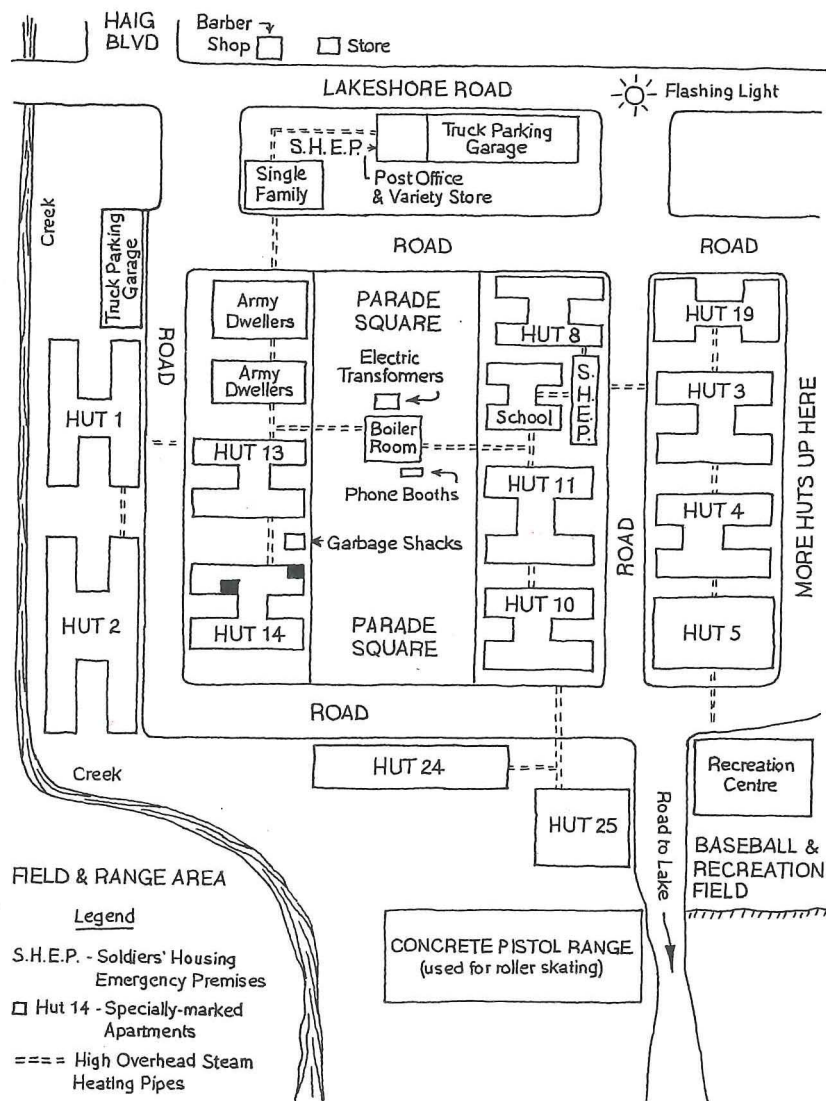 HAIG
BLVD
Barber
Shop
Store
LAKESHORE ROAD
Flashing Light
S.H.E.P.
Truck Parking
Garage
Single
Family
Post Office
& Variety Store
Creek
Truck Parking
Garage
ROAD
ROAD
ROAD
Army
Dwellers
PARADE
SQUARE
HUT 8
HUT 19
Army
Dwellers
Electric
Transformers
School
S.H.E.P.
HUT 3
HUT 1
HUT 13
Boiler
Room
Phone Booths
HUT 11
HUT 4
MORE HUTS UP HERE
Garbage Shacks
ROAD
HUT 2
HUT 14
PARADE
SQUARE
HUT 10
HUT 5
ROAD
Creek
HUT 24
HUT 25
Road to Lake
Recreation
Centre
BASEBALL &
RECREATION
FIELD
FIELD & RANGE AREA
CONCRETE PISTOL RANGE
(used for roller skating)
Legend
S.H.E.P. - Soldiers' Housing
Emergency Premises
Hut 14 - Specially-marked
Apartments
==== High Overhead Steam
Heating Pipes